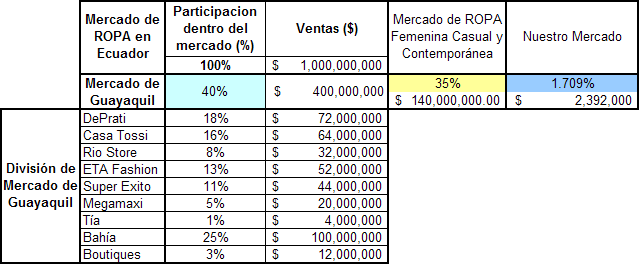 Mercado de ROPA en Ecuador	Participacion dentro del mercado (%)	Ventas ($)	Mercado de ROPA Femenina Casual y Contemporánea	Nuestro Mercado
100%	$ 1,000,000,000
Mercado de Guayaquil	40%	$ 400,000,000	35%	1.709%
$ 140,000,000.00	$ 2,392,000
División de Mercado de Guayaquil
DePrati	18%	$ 72,000,000
Casa Tossi	16%	$ 64,000,000
Rio Store	8%	$ 32,000,000
ETA Fashion	13%	$ 52,000,000
Super Exito	11%	$ 44,000,000
Megamaxi	5%	$ 20,000,000
Tía	1%	$ 4,000,000
Bahía	25%	$ 100,000,000
Boutiques	3%	$ 12,000,000